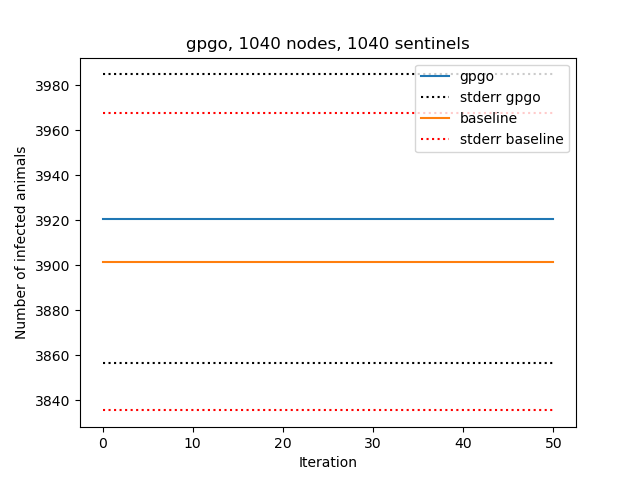 gpgo, 1040 nodes, 1040 sentinels
Number of infected animals
3980
3960
3940
3920
3900
3880
3860
3840
gpgo
stderr gpgo
baseline
stderr baseline
0 10 20 30 40 50
Iteration